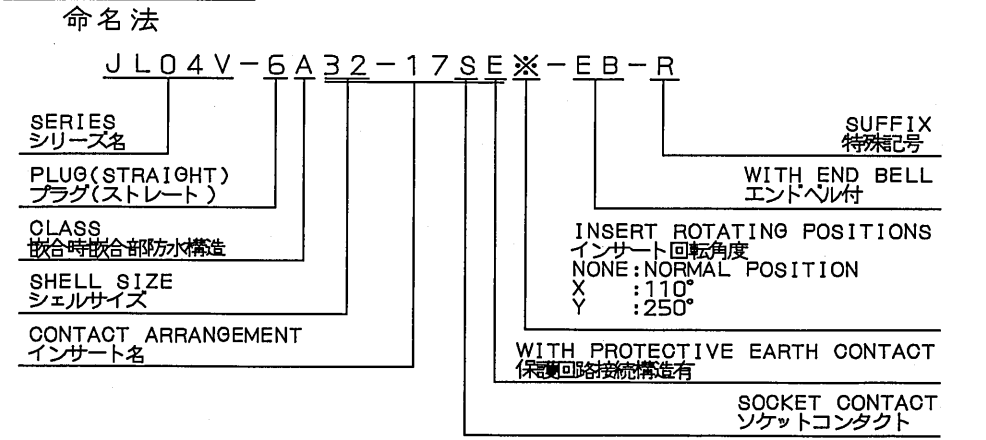 命名法
JL04V-6A32-17SE※-EB-R
SERIES
シリーズ名
PLUG(STRAIGHT)
プラグ(ストレート)
CLASS
嵌合時嵌合部防水構造
SHELL SIZE
シェルサイズ
CONTACT ARRANGEMENT
インサート名
SUFFIX
特殊記号
WITH END BELL
エンドベル付
INSERT ROTATING POSITIONS
インサート回転角度
NONE:NORMAL POSITION
X :110°
Y :250°
WITH PROTECTIVE EARTH CONTACT
保護回路接続構造有
SOCKET CONTACT
ソケットコンタクト